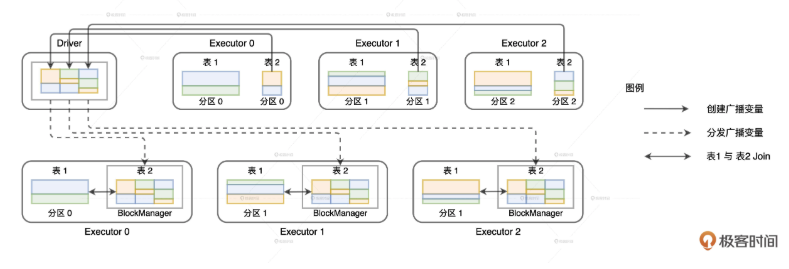 Driver
Executor 0
Executor 1
Executor 2
表 1
表 2
表 1
表 2
表 1
表 2
分区 0
分区 0
分区 1
分区 1
分区 2
分区 2
图例
创建广播变量
分发广播变量
表1 与 表2 Join
表 1
表 2
表 1
表 2
表 1
表 2
分区 0
BlockManager
分区 1
BlockManager
分区 1
BlockManager
Executor 0
Executor 1
Executor 2
极客时间